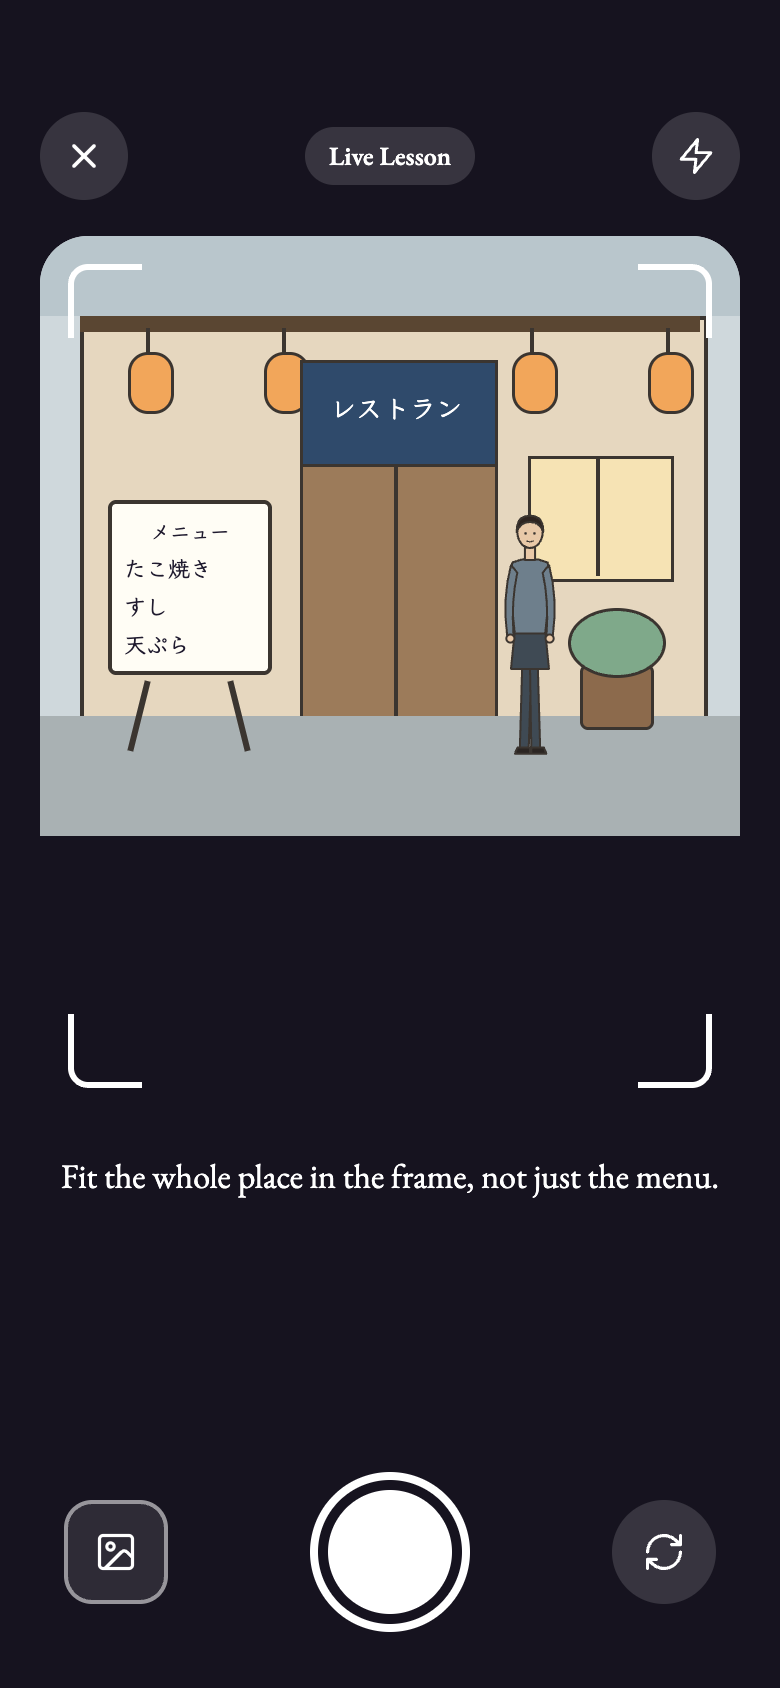 Live Lesson
レストラン
メニュー
たこ焼き
すし
天ぷら
Fit the whole place in the frame, not just the menu.